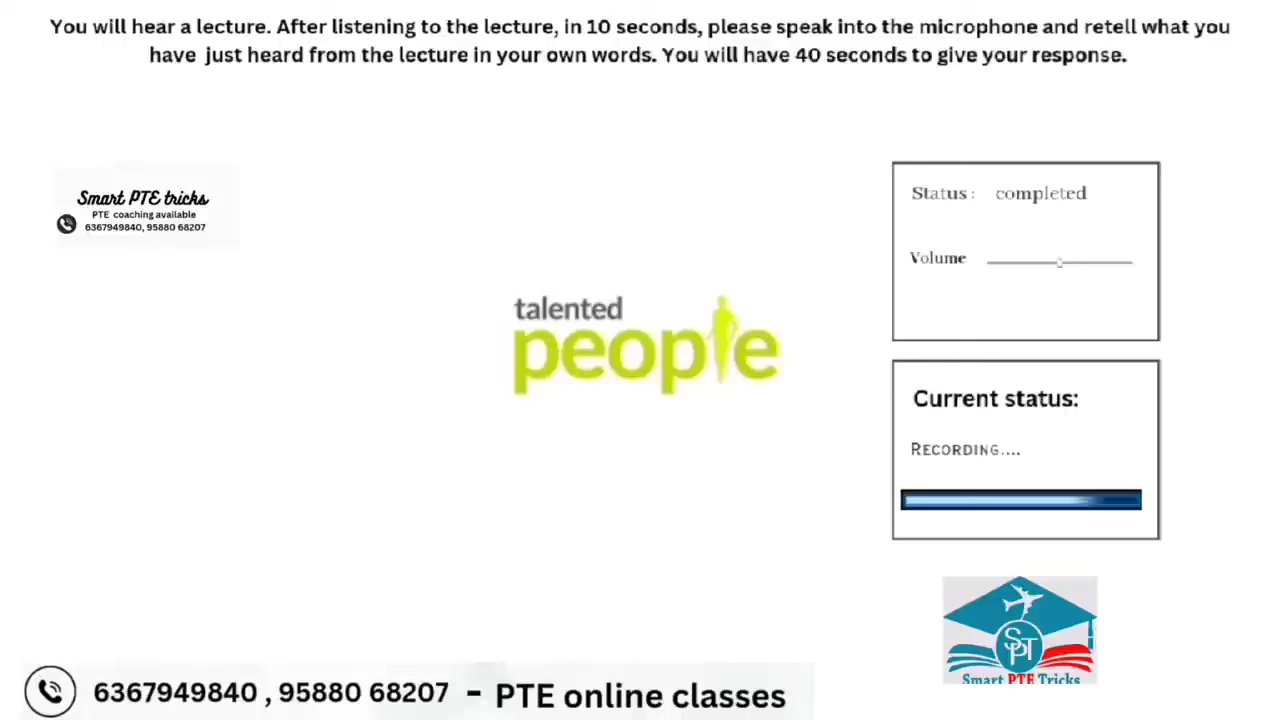 You will hear a lecture. After listening to the lecture, in 10 seconds, please speak into the microphone and retell what you
have just heard from the lecture in your own words. You will have 40 seconds to give your response.
Smart PTE tricks
PTE coaching available
6367949840, 95880 68207
Status : completed
Volume
talented
people
Current status:
RECORDING....
SPT
Smart PTE Tricks
6367949840 , 95880 68207 - PTE online classes